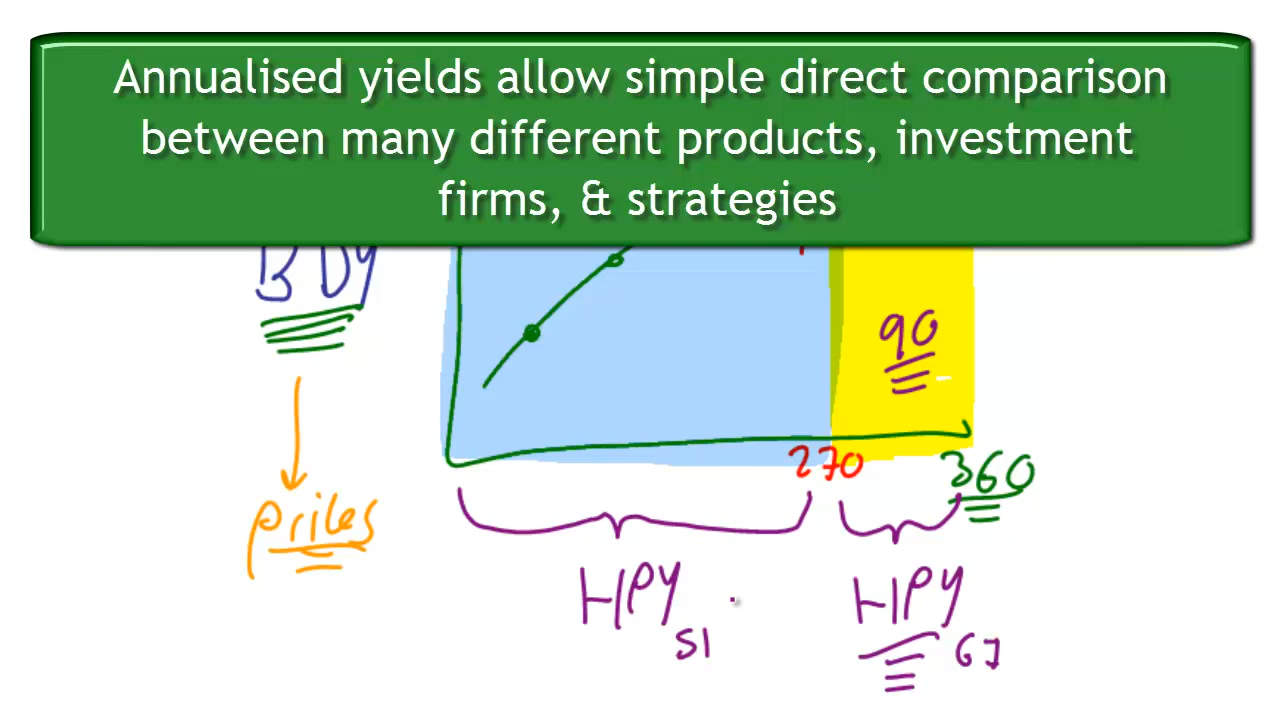 Annualised yields allow simple direct comparison
between many different products, investment
firms, & strategies
BDY
90
270
360
prices
HPY
HPY